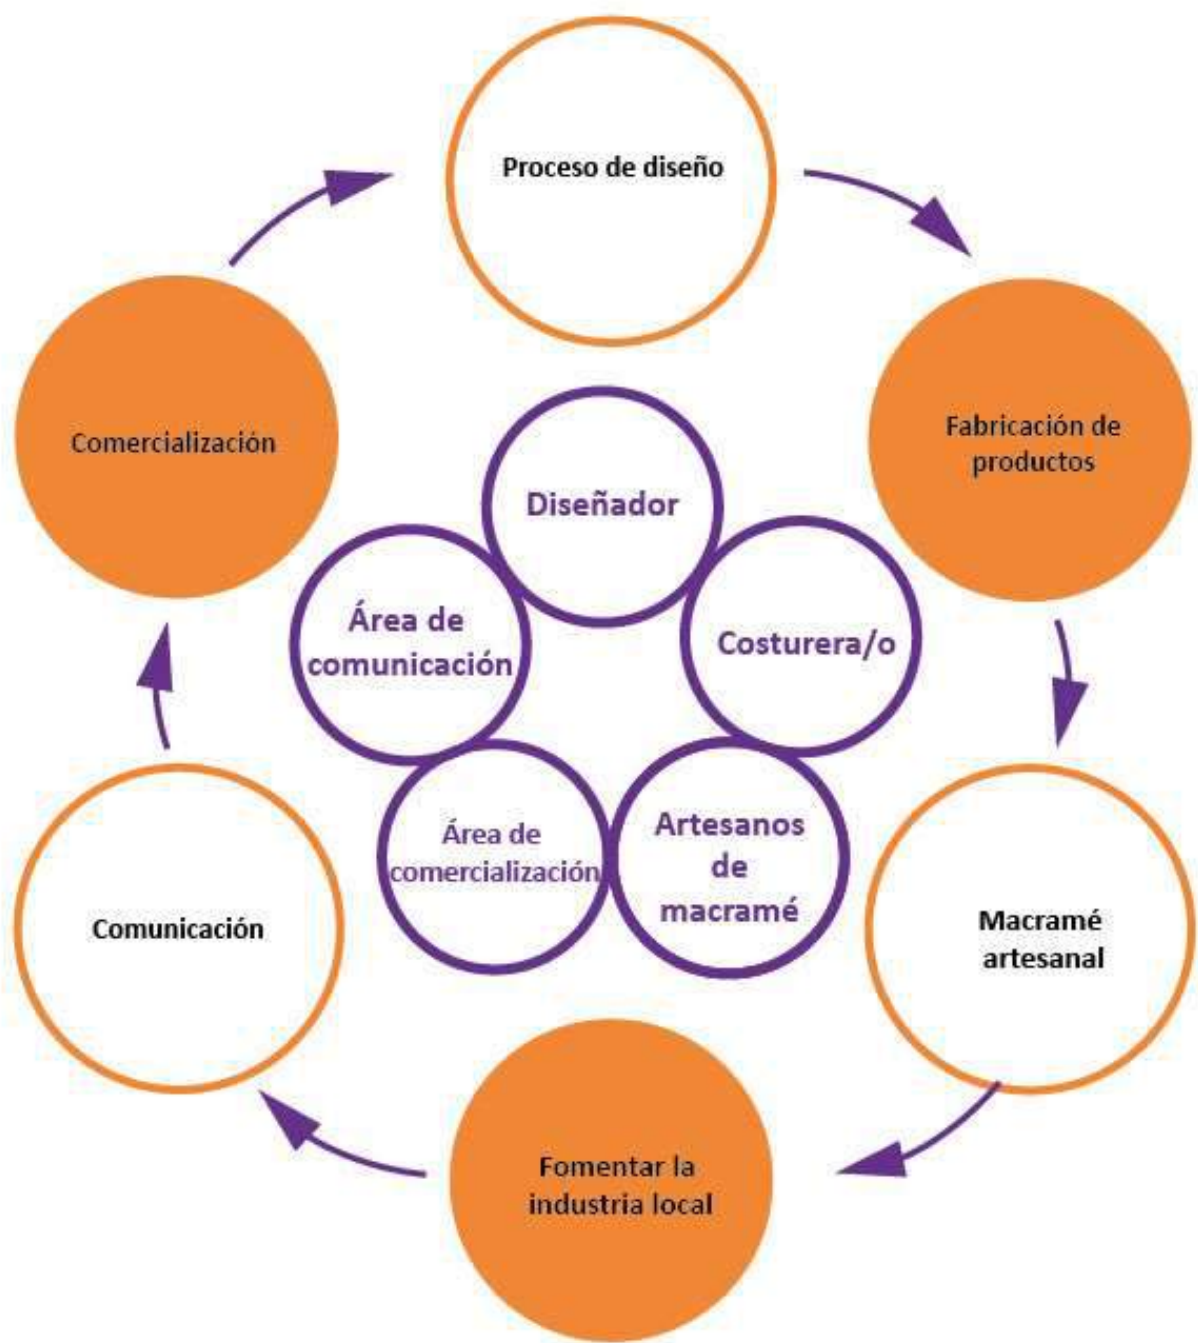 Proceso de diseño
Fabricación de
productos
Macramé
artesanal
Fomentar la
industria local
Comunicación
Comercialización
Diseñador
Costurera/o
Artesanos
de
macramé
Área de
comercialización
Área de
comunicación